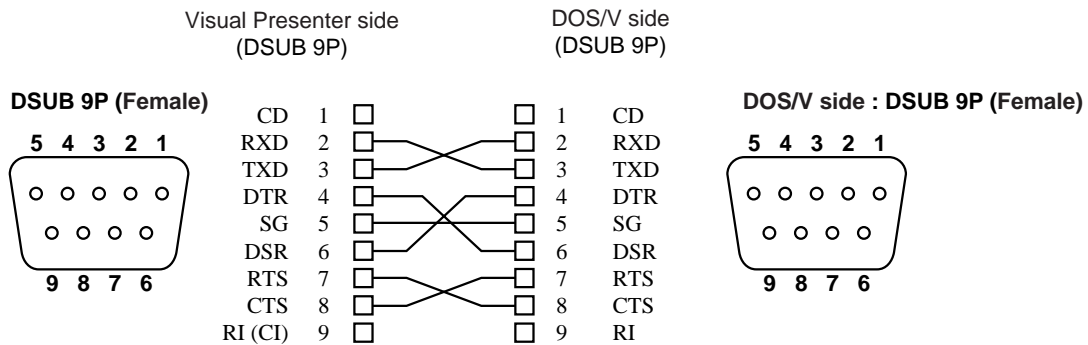 Visual Presenter side
(DSUB 9P)
DOS/V side
(DSUB 9P)
DSUB 9P (Female)
DOS/V side : DSUB 9P (Female)
5 4 3 2 1
9 8 7 6
CD 1 1 CD
RXD 2 2 RXD
TXD 3 3 TXD
DTR 4 4 DTR
SG 5 5 SG
DSR 6 6 DSR
RTS 7 7 RTS
CTS 8 8 CTS
RI (CI) 9 9 RI
5 4 3 2 1
9 8 7 6